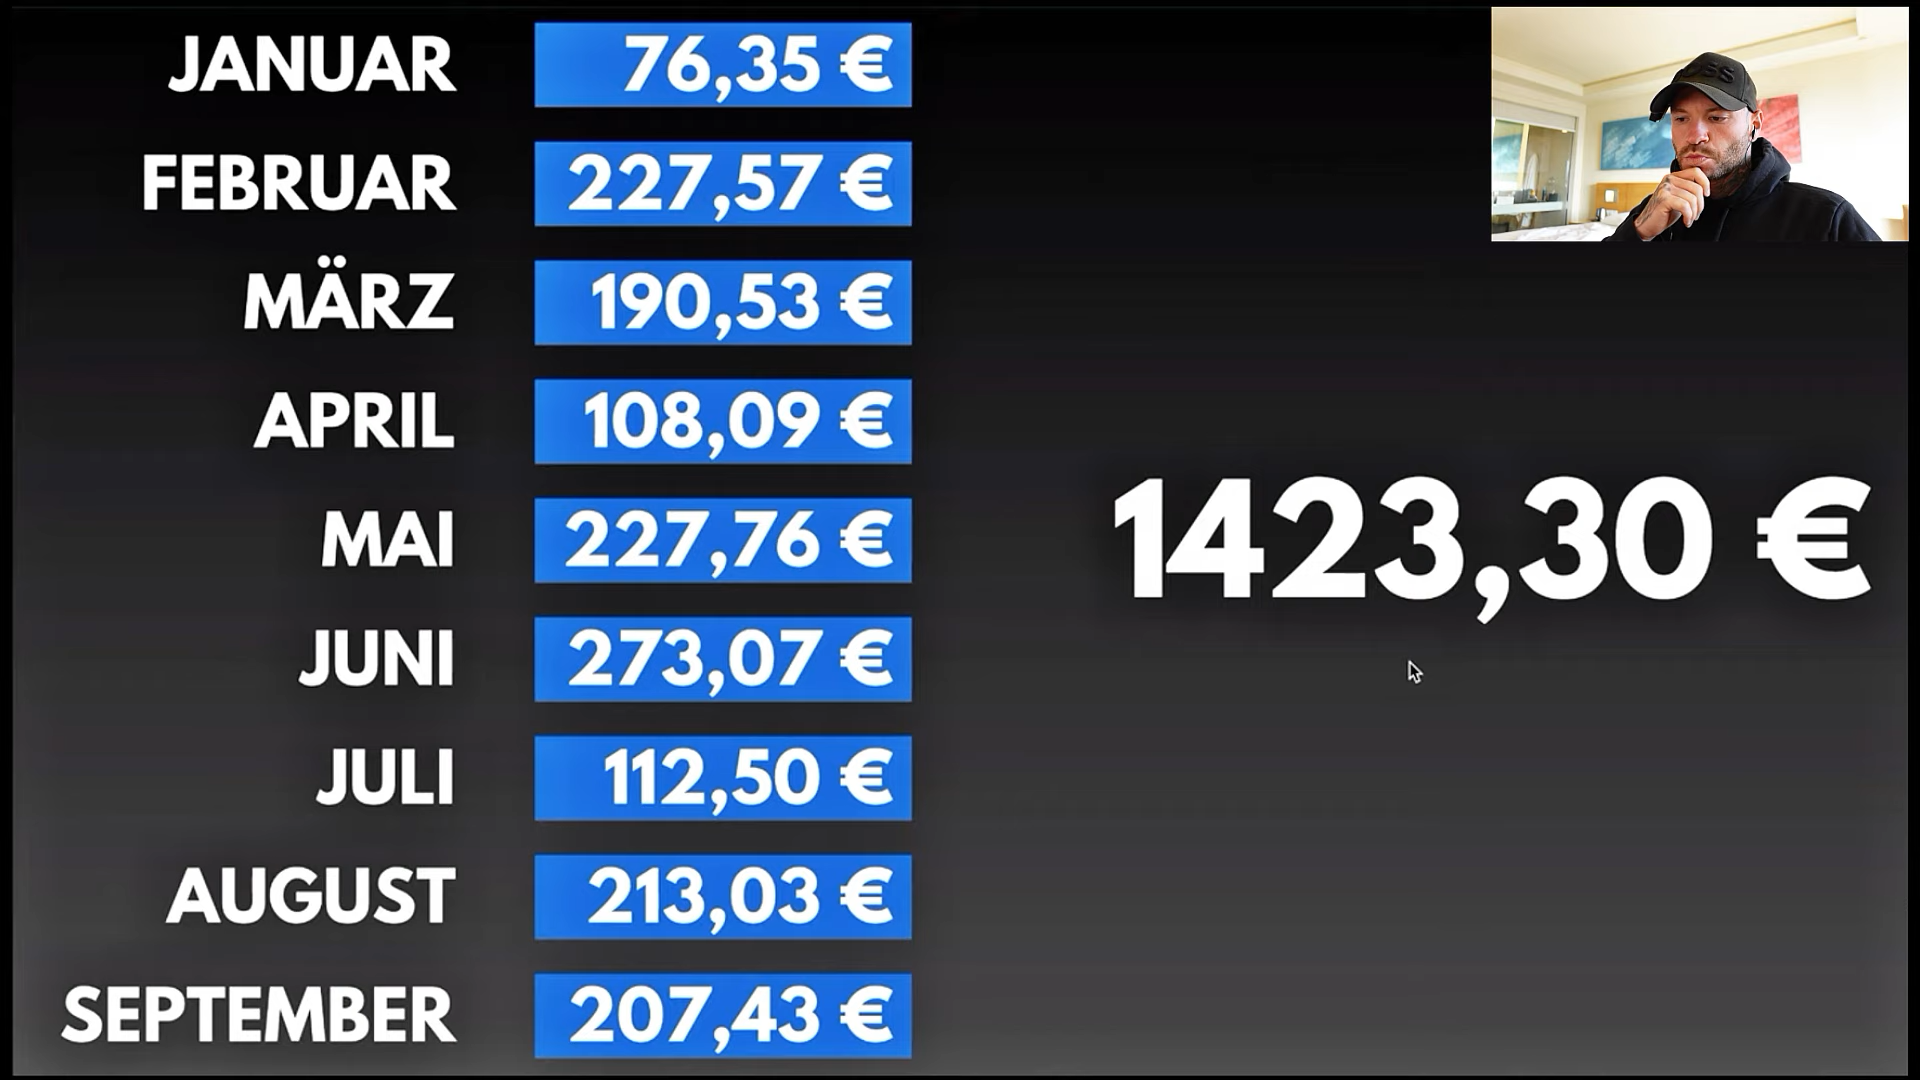 JANUAR 76,35 €
FEBRUAR 227,57 €
MÄRZ 190,53 €
APRIL 108,09 €
MAI 227,76 €
1423,30 €
JUNI 273,07 €
JULI 112,50 €
AUGUST 213,03 €
SEPTEMBER 207,43 €